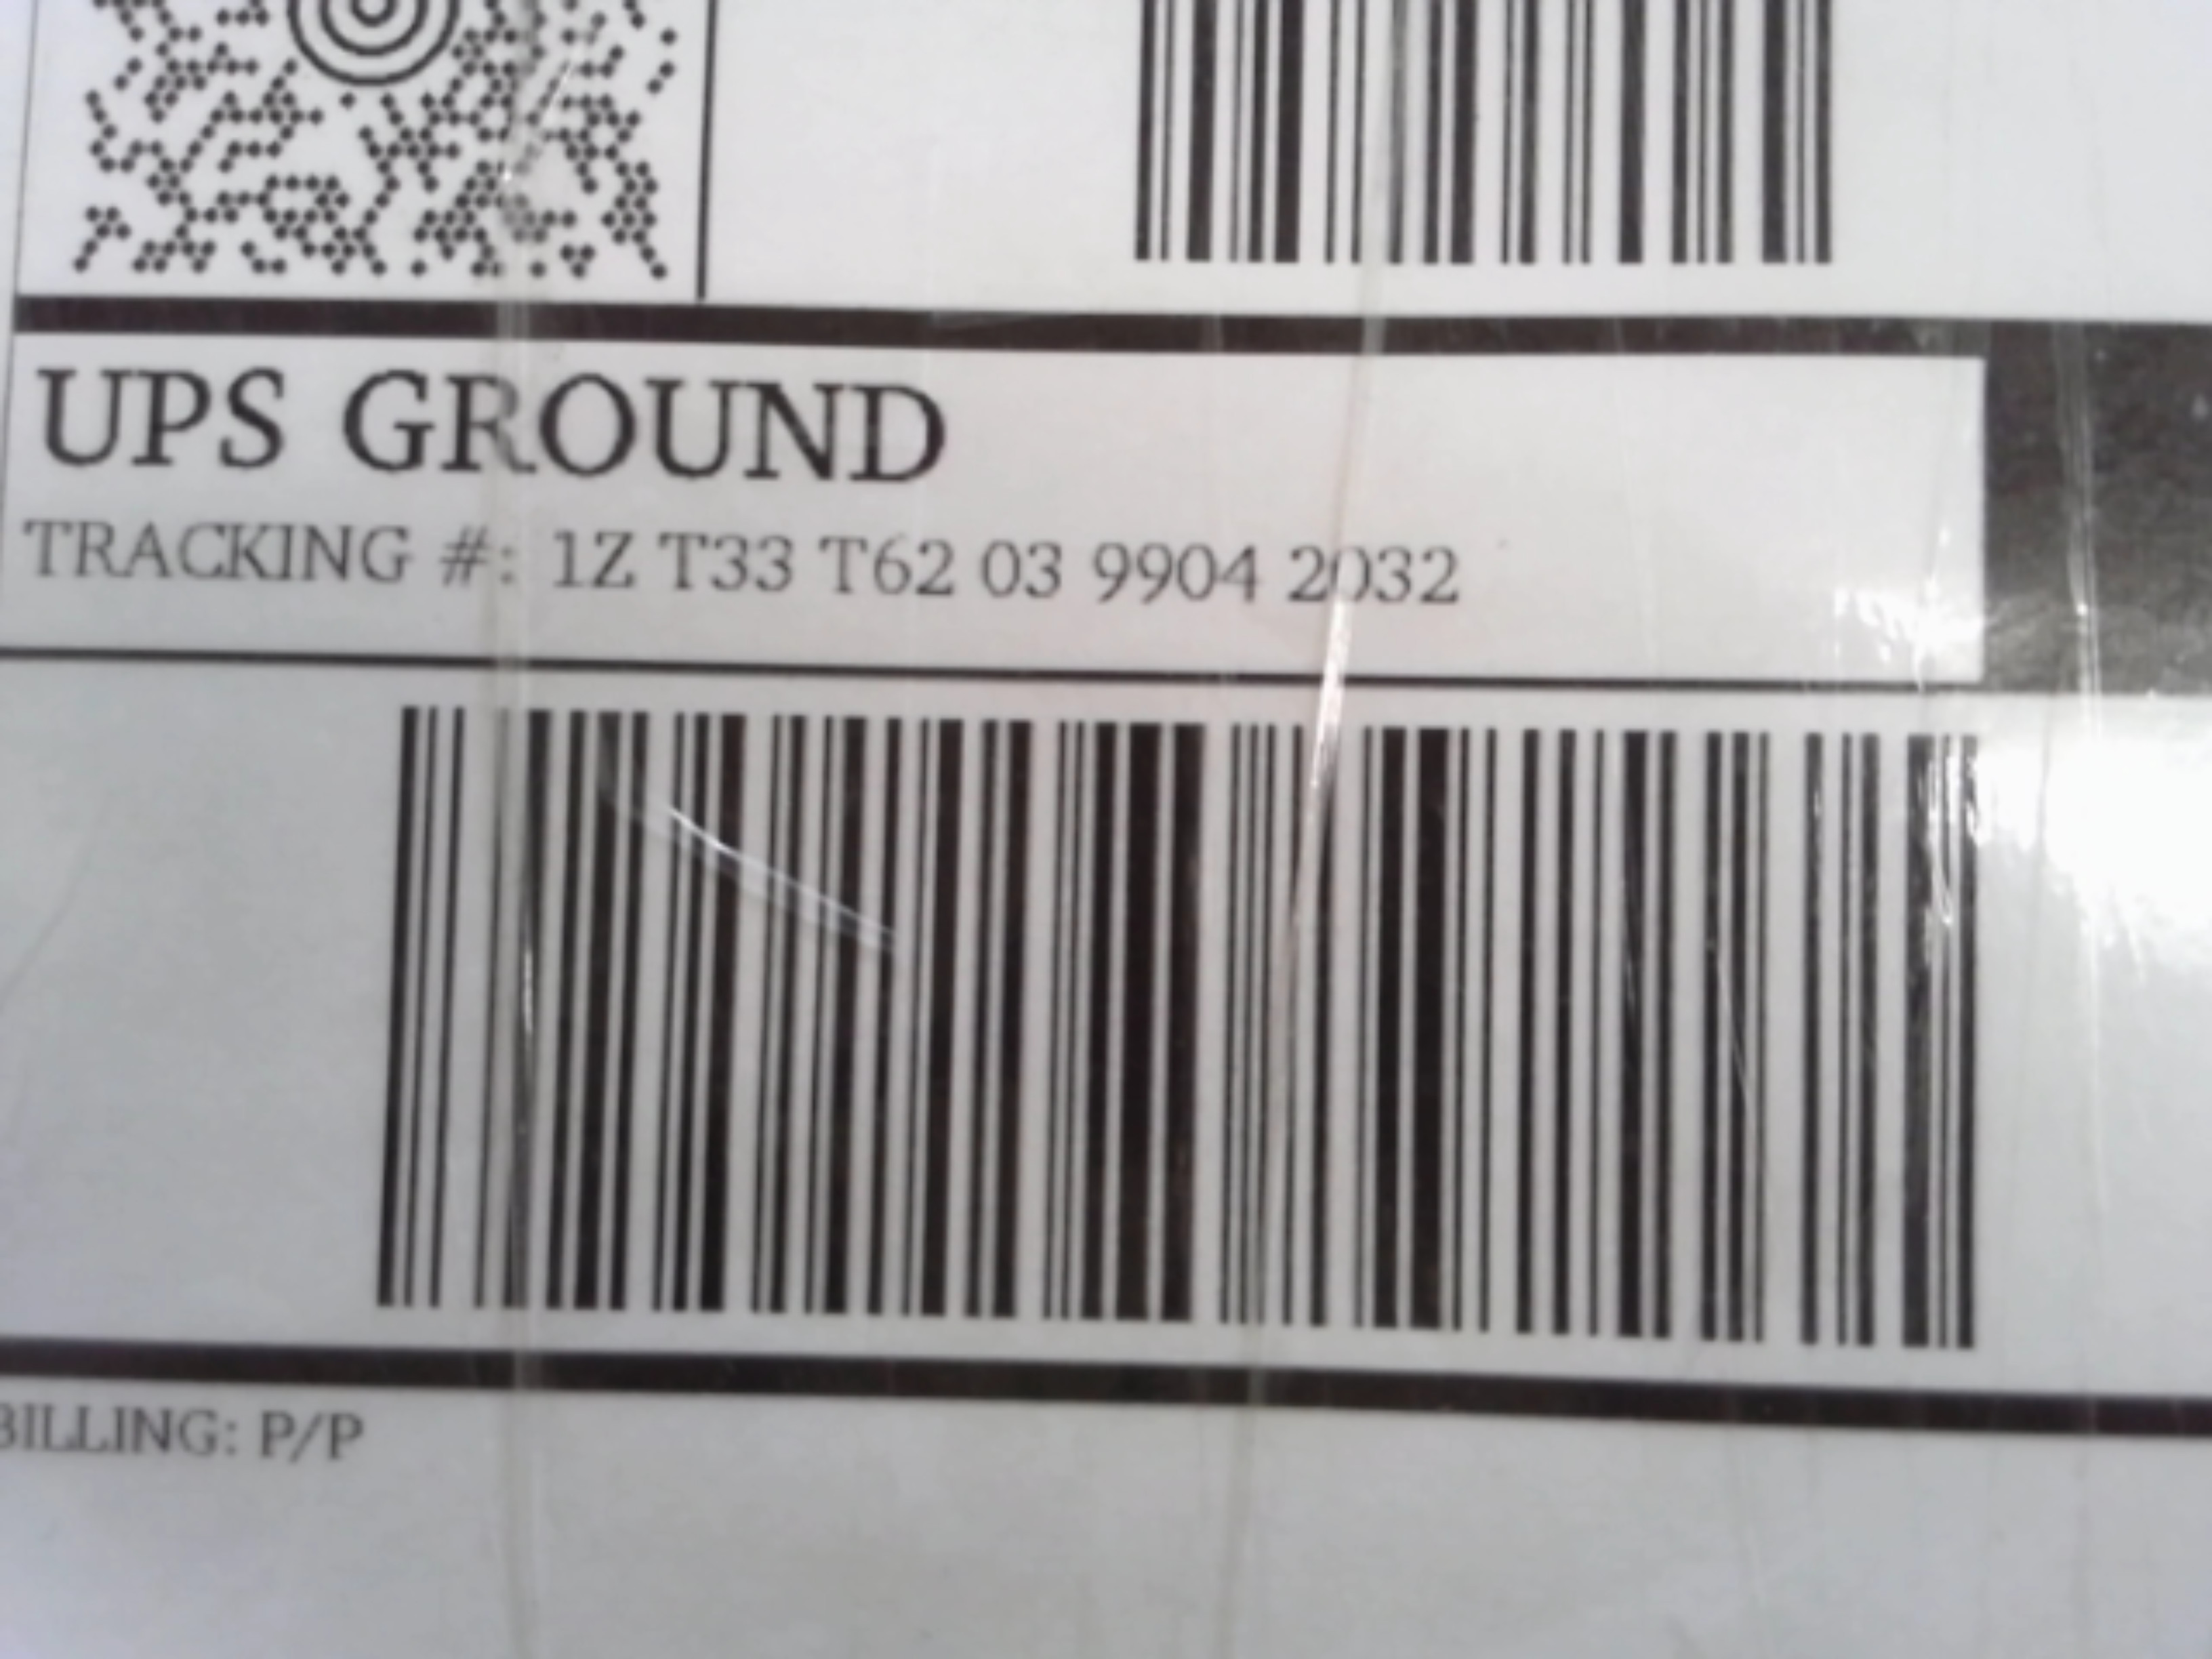 UPS GROUND
TRACKING #: 1Z T33 T62 03 9904 2032
BILLING: P/P